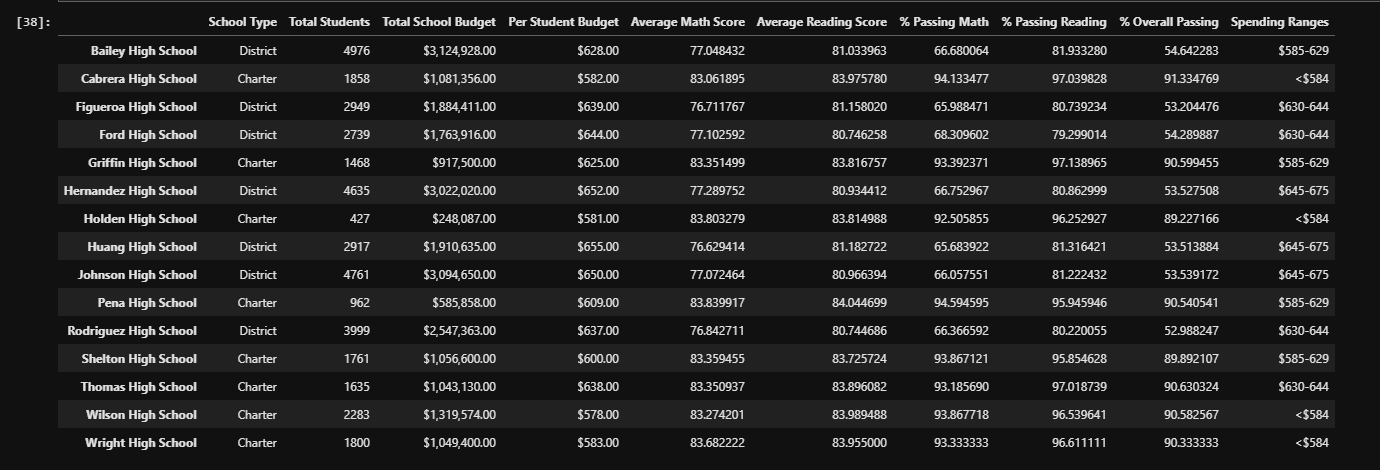 [38]: School Type Total Students Total School Budget Per Student Budget Average Math Score Average Reading Score % Passing Math % Passing Reading % Overall Passing Spending Ranges
Bailey High School District 4976 $3,124,928.00 $628.00 77.048432 81.033963 66.680064 81.933280 54.642283 $585-629
Cabrera High School Charter 1858 $1,081,356.00 $582.00 83.061895 83.975780 94.133477 97.039828 91.334769 <$584
Figueroa High School District 2949 $1,884,411.00 $639.00 76.711767 81.158020 65.988471 80.739234 53.204476 $630-644
Ford High School District 2739 $1,763,916.00 $644.00 77.102592 80.746258 68.309602 79.299014 54.289887 $630-644
Griffin High School Charter 1468 $917,500.00 $625.00 83.351499 83.816757 93.392371 97.138965 90.599455 $585-629
Hernandez High School District 4635 $3,022,020.00 $652.00 77.289752 80.934412 66.752967 80.862999 53.527508 $645-675
Holden High School Charter 427 $248,087.00 $581.00 83.803279 83.814988 92.505855 96.252927 89.227166 <$584
Huang High School District 2917 $1,910,635.00 $655.00 76.629414 81.182722 65.683922 81.316421 53.513884 $645-675
Johnson High School District 4761 $3,094,650.00 $650.00 77.072464 80.966394 66.057551 81.222432 53.539172 $645-675
Pena High School Charter 962 $585,858.00 $609.00 83.839917 84.044699 94.594595 95.945946 90.540541 $585-629
Rodriguez High School District 3999 $2,547,363.00 $637.00 76.842711 80.744686 66.366592 80.220055 52.988247 $630-644
Shelton High School Charter 1761 $1,056,600.00 $600.00 83.359455 83.725724 93.867121 95.854628 89.892107 $585-629
Thomas High School Charter 1635 $1,043,130.00 $638.00 83.350937 83.896082 93.185690 97.018739 90.630324 $630-644
Wilson High School Charter 2283 $1,319,574.00 $578.00 83.274201 83.989488 93.867718 96.539641 90.582567 <$584
Wright High School Charter 1800 $1,049,400.00 $583.00 83.682222 83.955000 93.333333 96.611111 90.333333 <$584